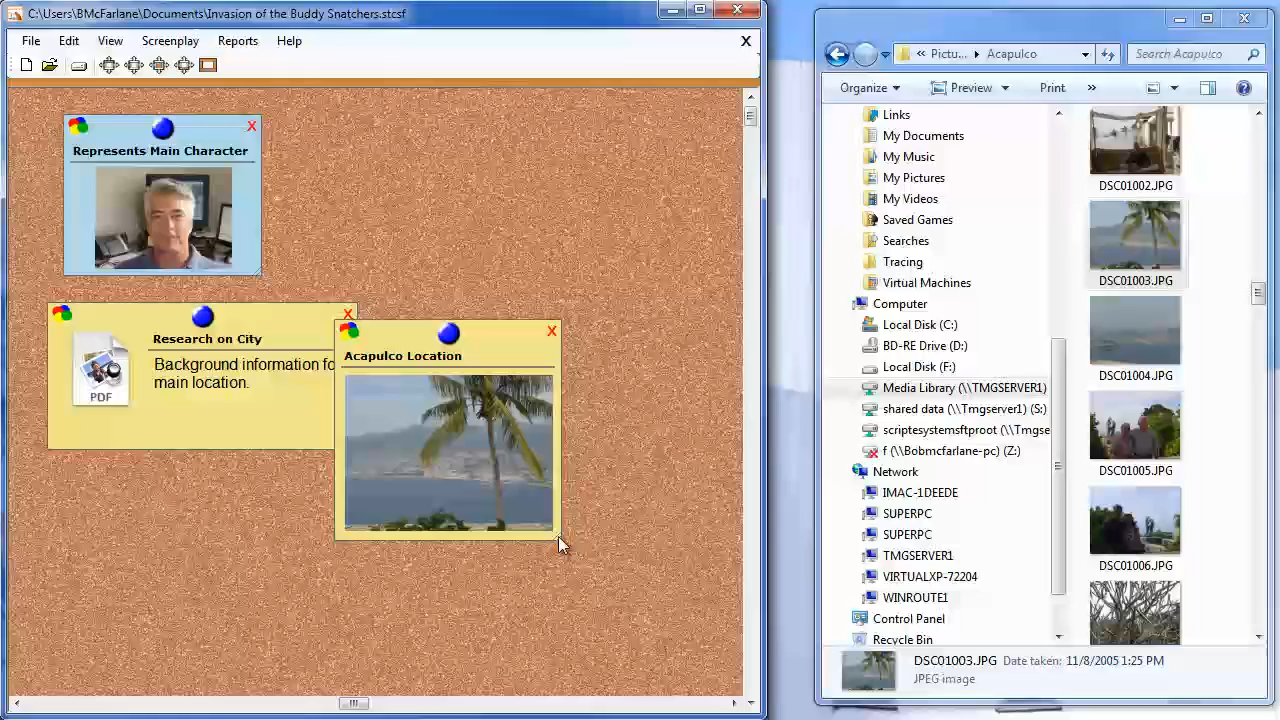 C:\Users\BMcFarlane\Documents\Invasion of the Buddy Snatchers.stcsf
File Edit View Screenplay Reports Help X
X
Represents Main Character
X
Research on City
Background information fo
main location.
PDF
X
Acapulco Location
« Pictu... Acapulco
Search Acapulco
Organize Preview Print »
Links
My Documents
My Music
My Pictures
My Videos
Saved Games
Searches
Tracing
Virtual Machines
Computer
Local Disk (C:)
BD-RE Drive (D:)
Local Disk (F:)
Media Library (\\TMGSERVER1)
shared data (\\Tmgserver1) (S:)
scriptesystemsftproot (\\Tmgse
f (\\Bobmcfarlane-pc) (Z:)
Network
IMAC-1DEEDE
SUPERPC
SUPERPC
TMGSERVER1
VIRTUALXP-72204
WINROUTE1
Control Panel
Recycle Bin
DSC01002.JPG
DSC01003.JPG
DSC01004.JPG
DSC01005.JPG
DSC01006.JPG
DSC01003.JPG Date taken: 11/8/2005 1:25 PM
JPEG image